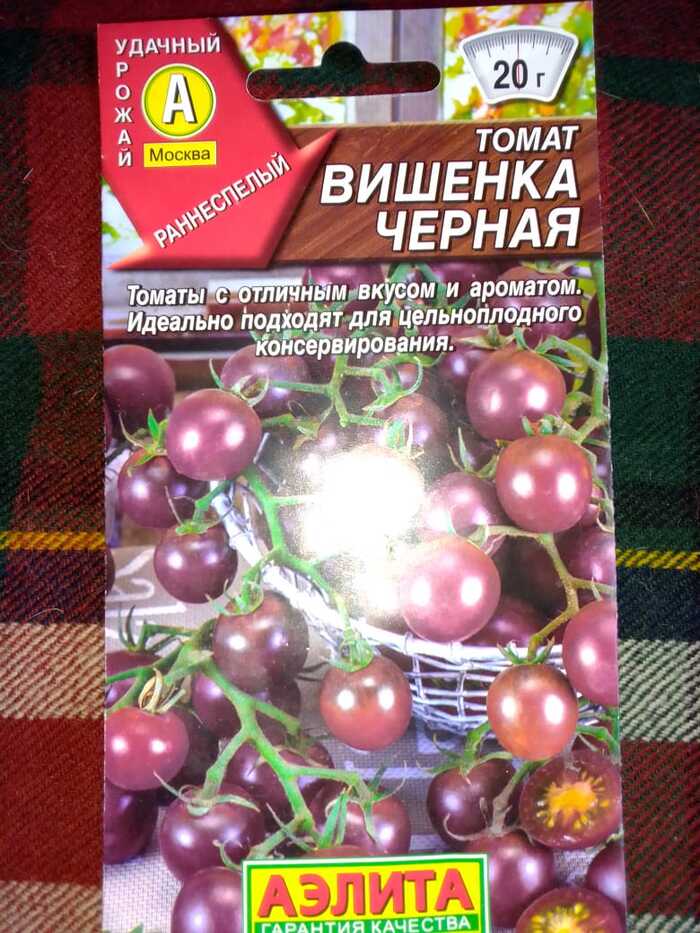 УДАЧНЫЙ
УРОЖАЙ
А
Москва
РАННЕСПЕЛЫЙ
20 г
ТОМАТ
ВИШЕНКА
ЧЕРНАЯ
Томаты с отличным вкусом и ароматом.
Идеально подходят для цельноплодного
консервирования.
АЭЛИТА
ГАРАНТИЯ КАЧЕСТВА